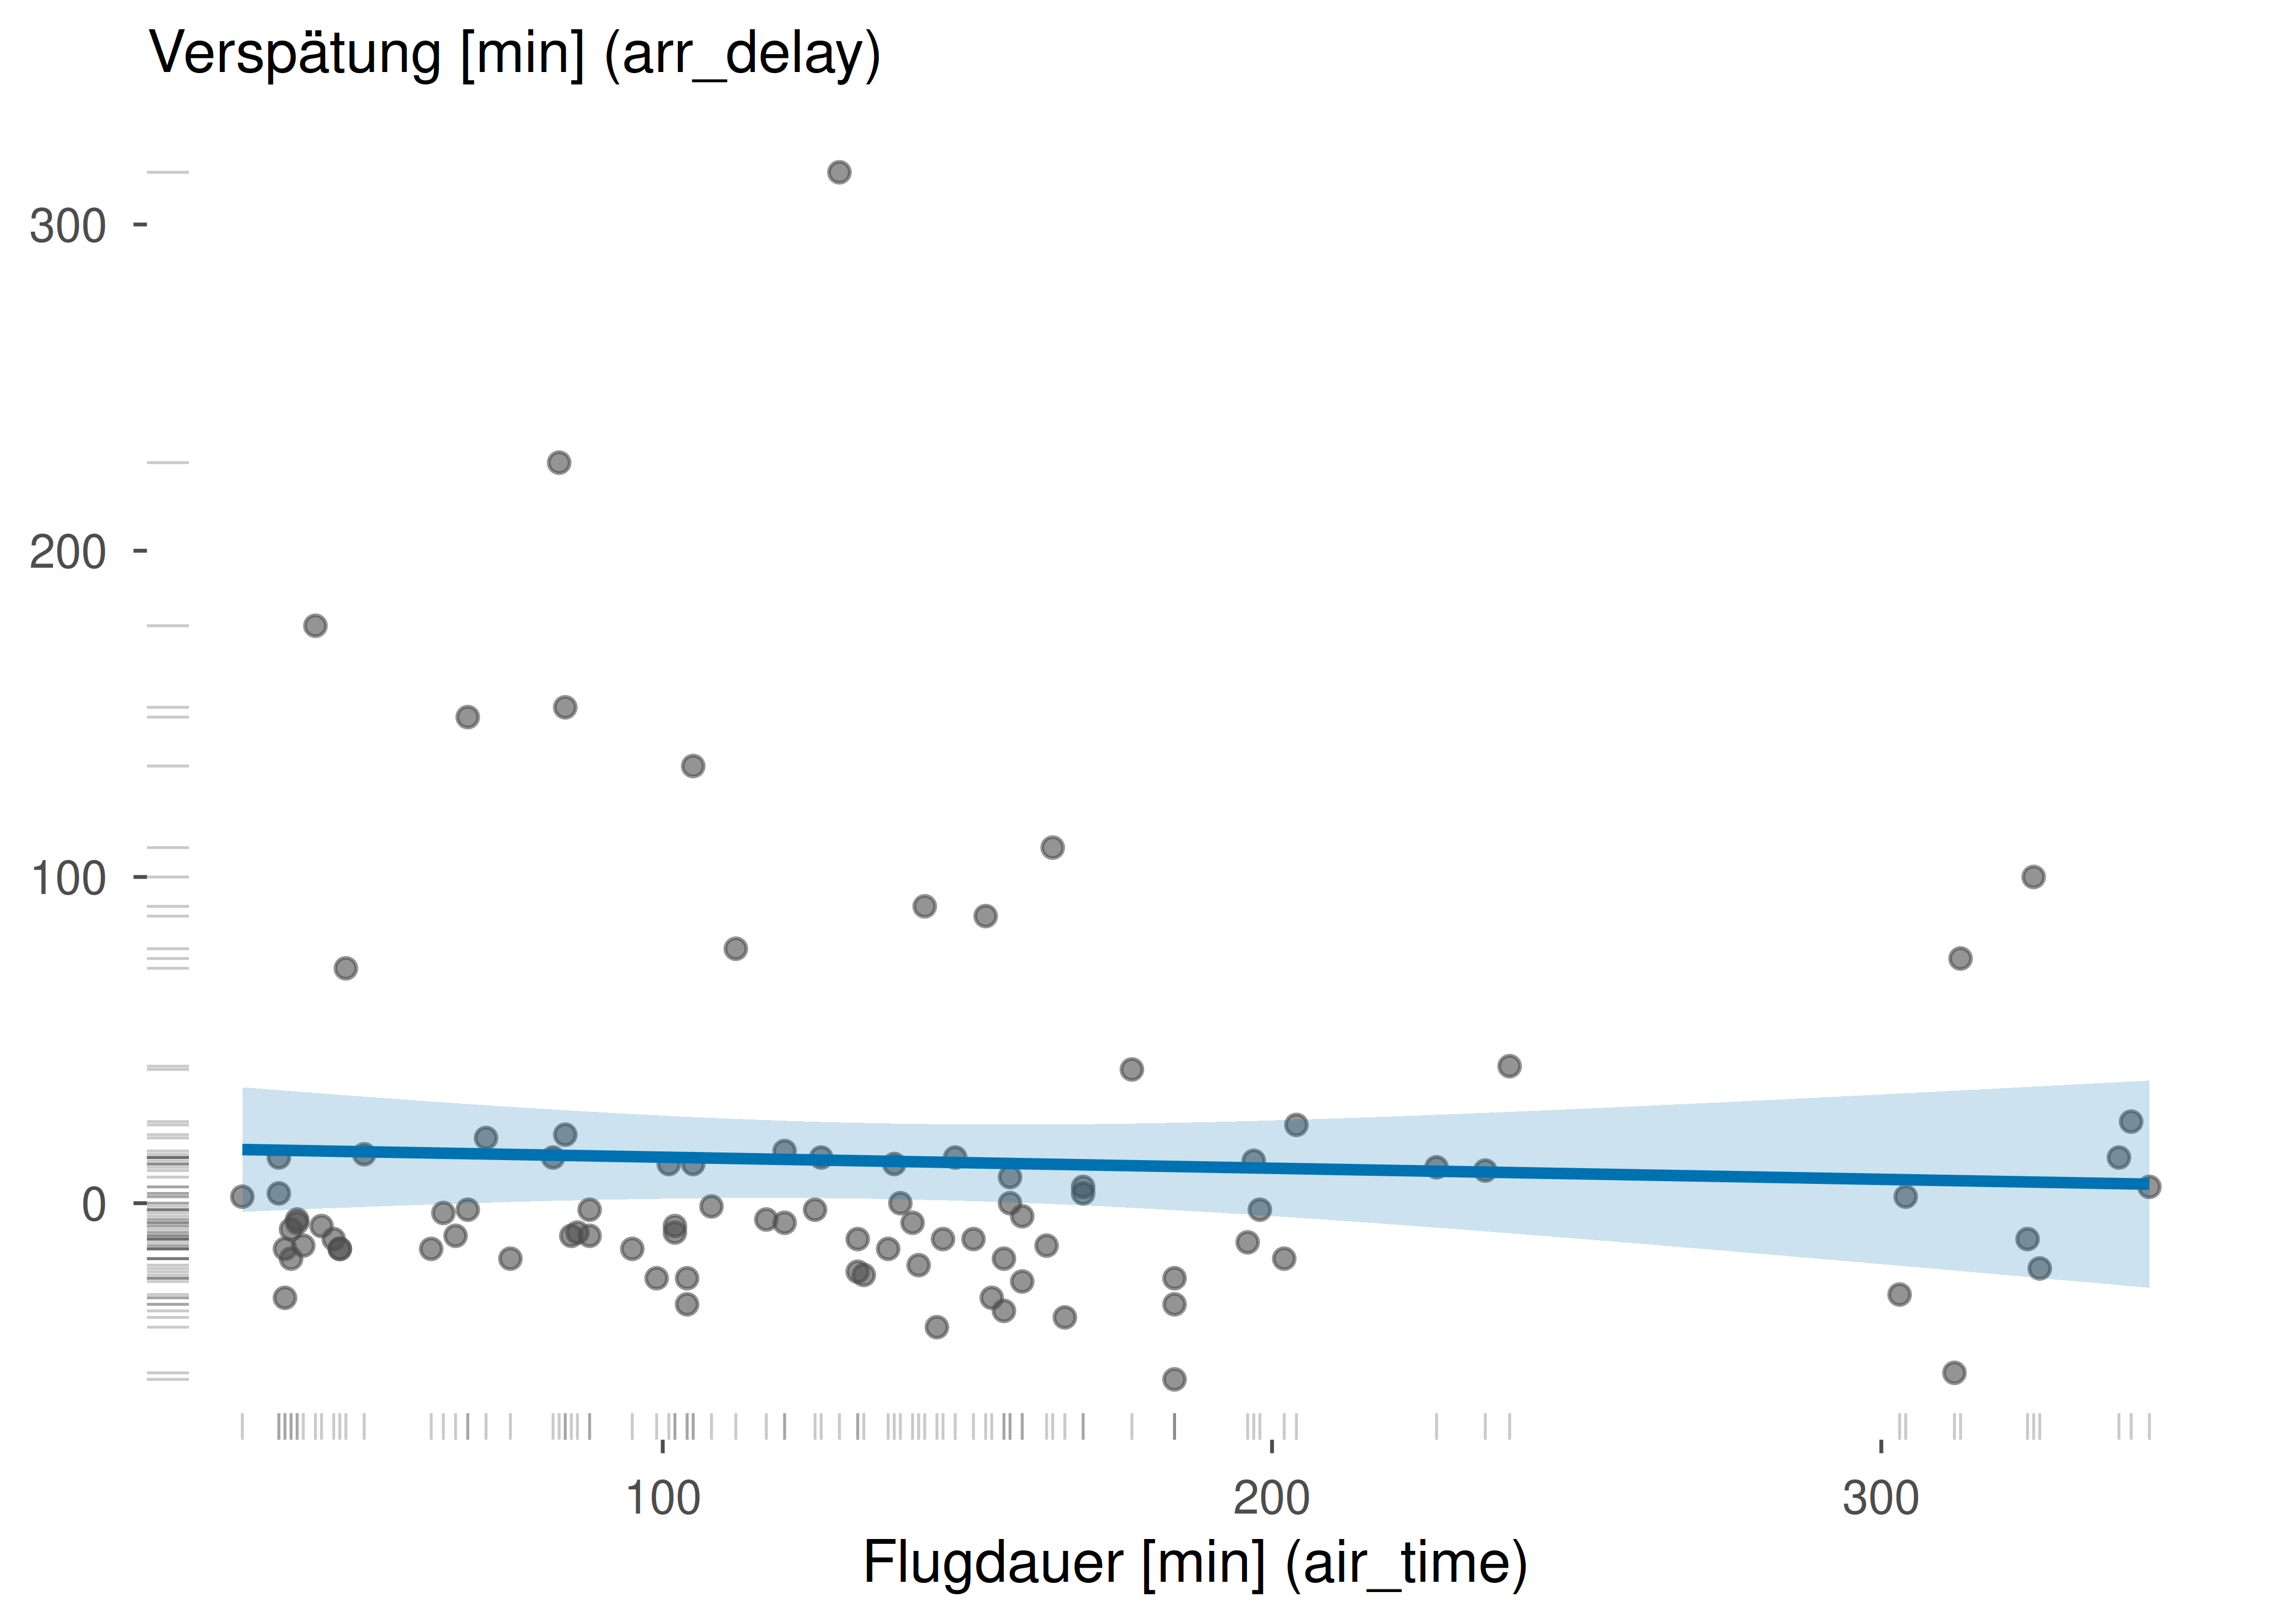 Verspätung [min] (arr_delay)
300
200
100
0
100 200 300
Flugdauer [min] (air_time)